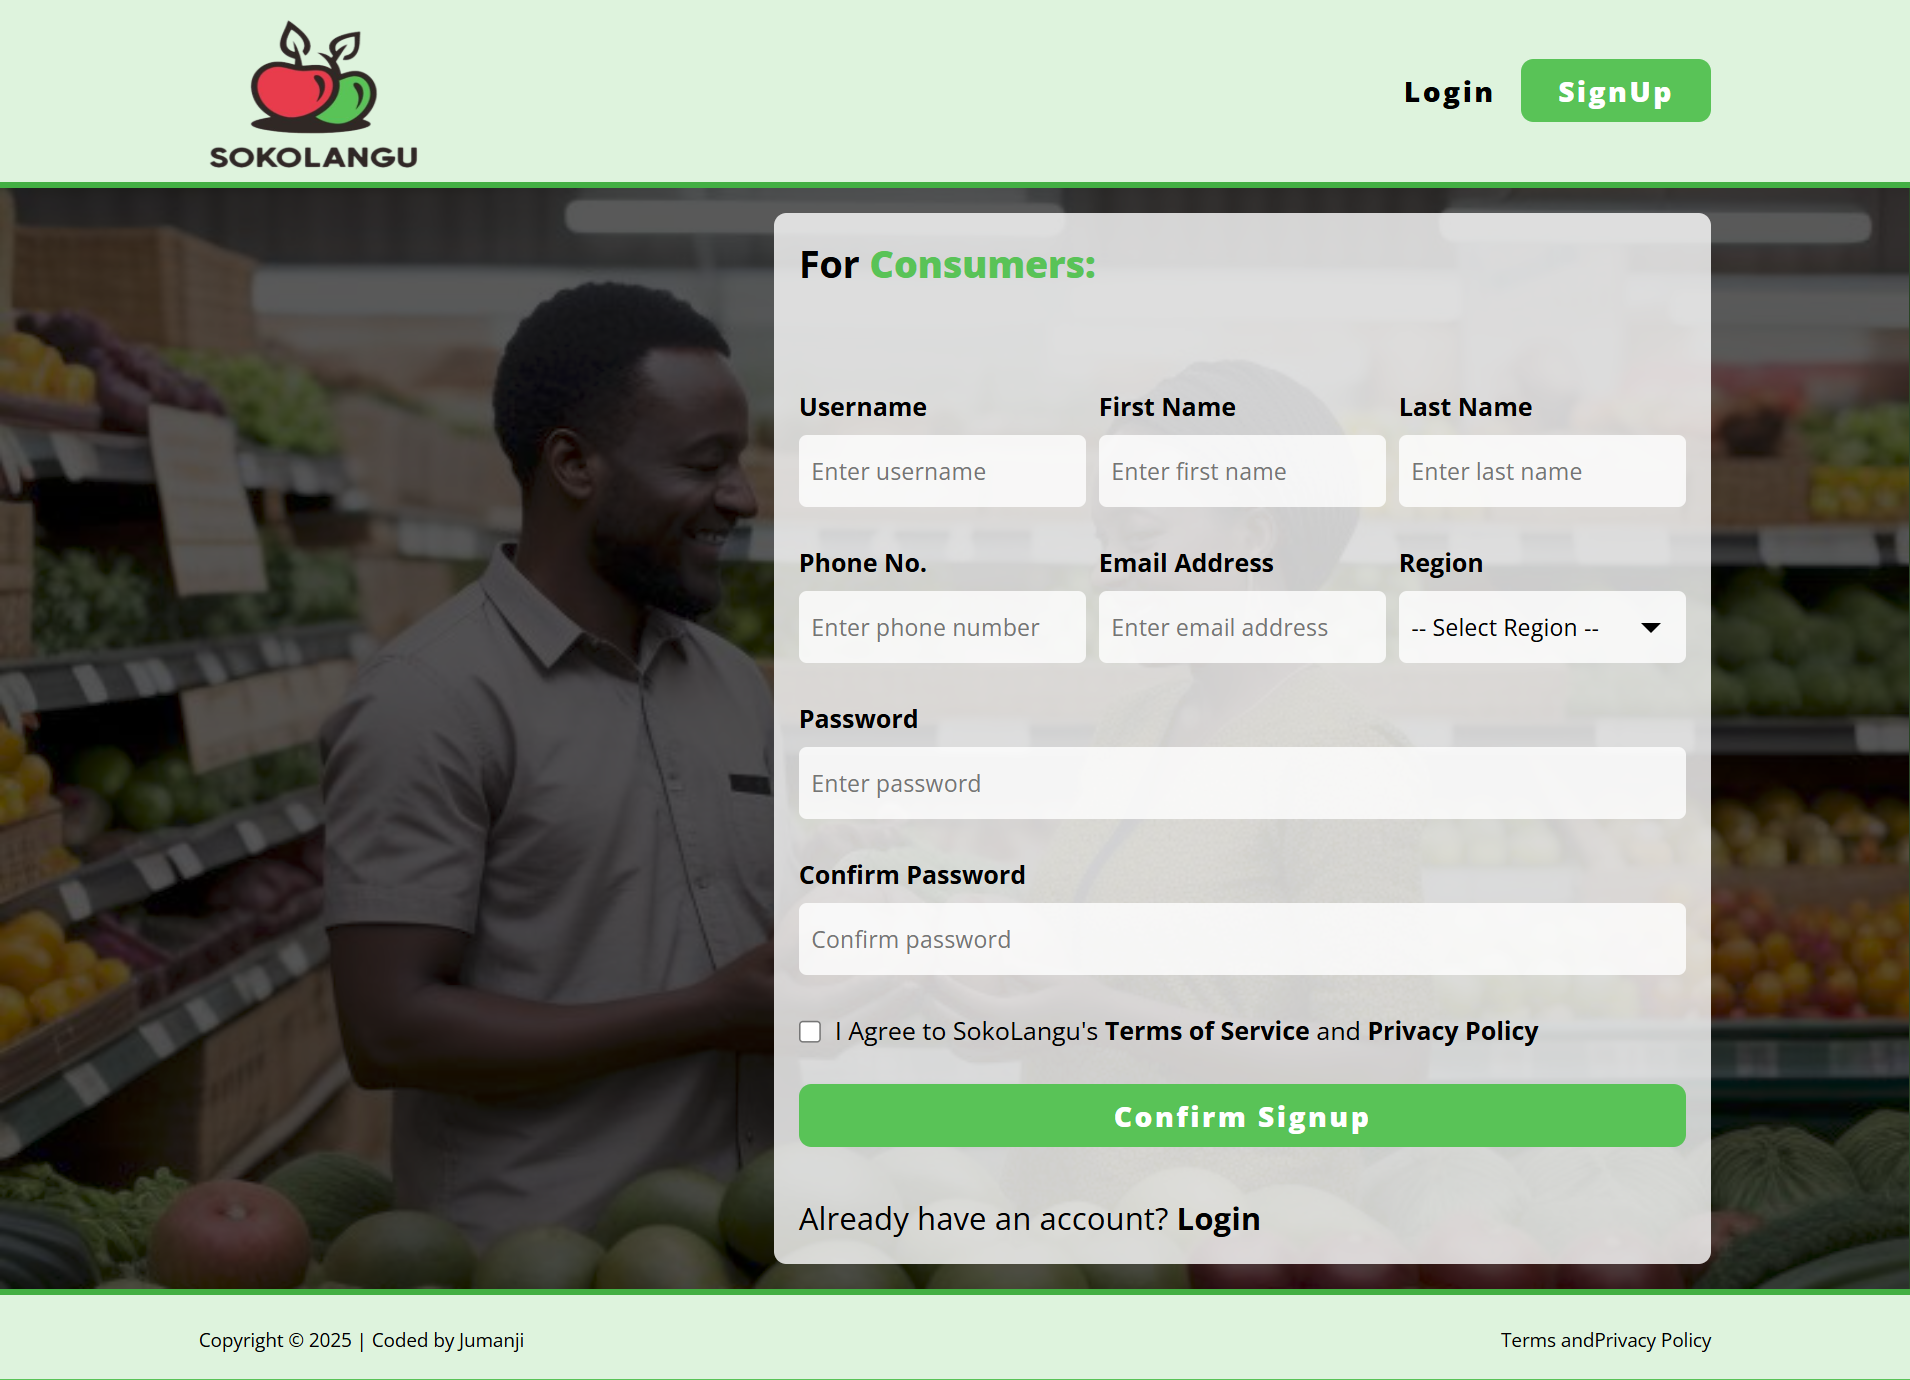 SOKOLANGU
Login
SignUp
For Consumers:
Username
First Name
Last Name
Enter username
Enter first name
Enter last name
Phone No.
Email Address
Region
Enter phone number
Enter email address
-- Select Region --
Password
Enter password
Confirm Password
Confirm password
I Agree to SokoLangu's Terms of Service and Privacy Policy
Confirm Signup
Already have an account? Login
Copyright © 2025 | Coded by Jumanji
Terms andPrivacy Policy